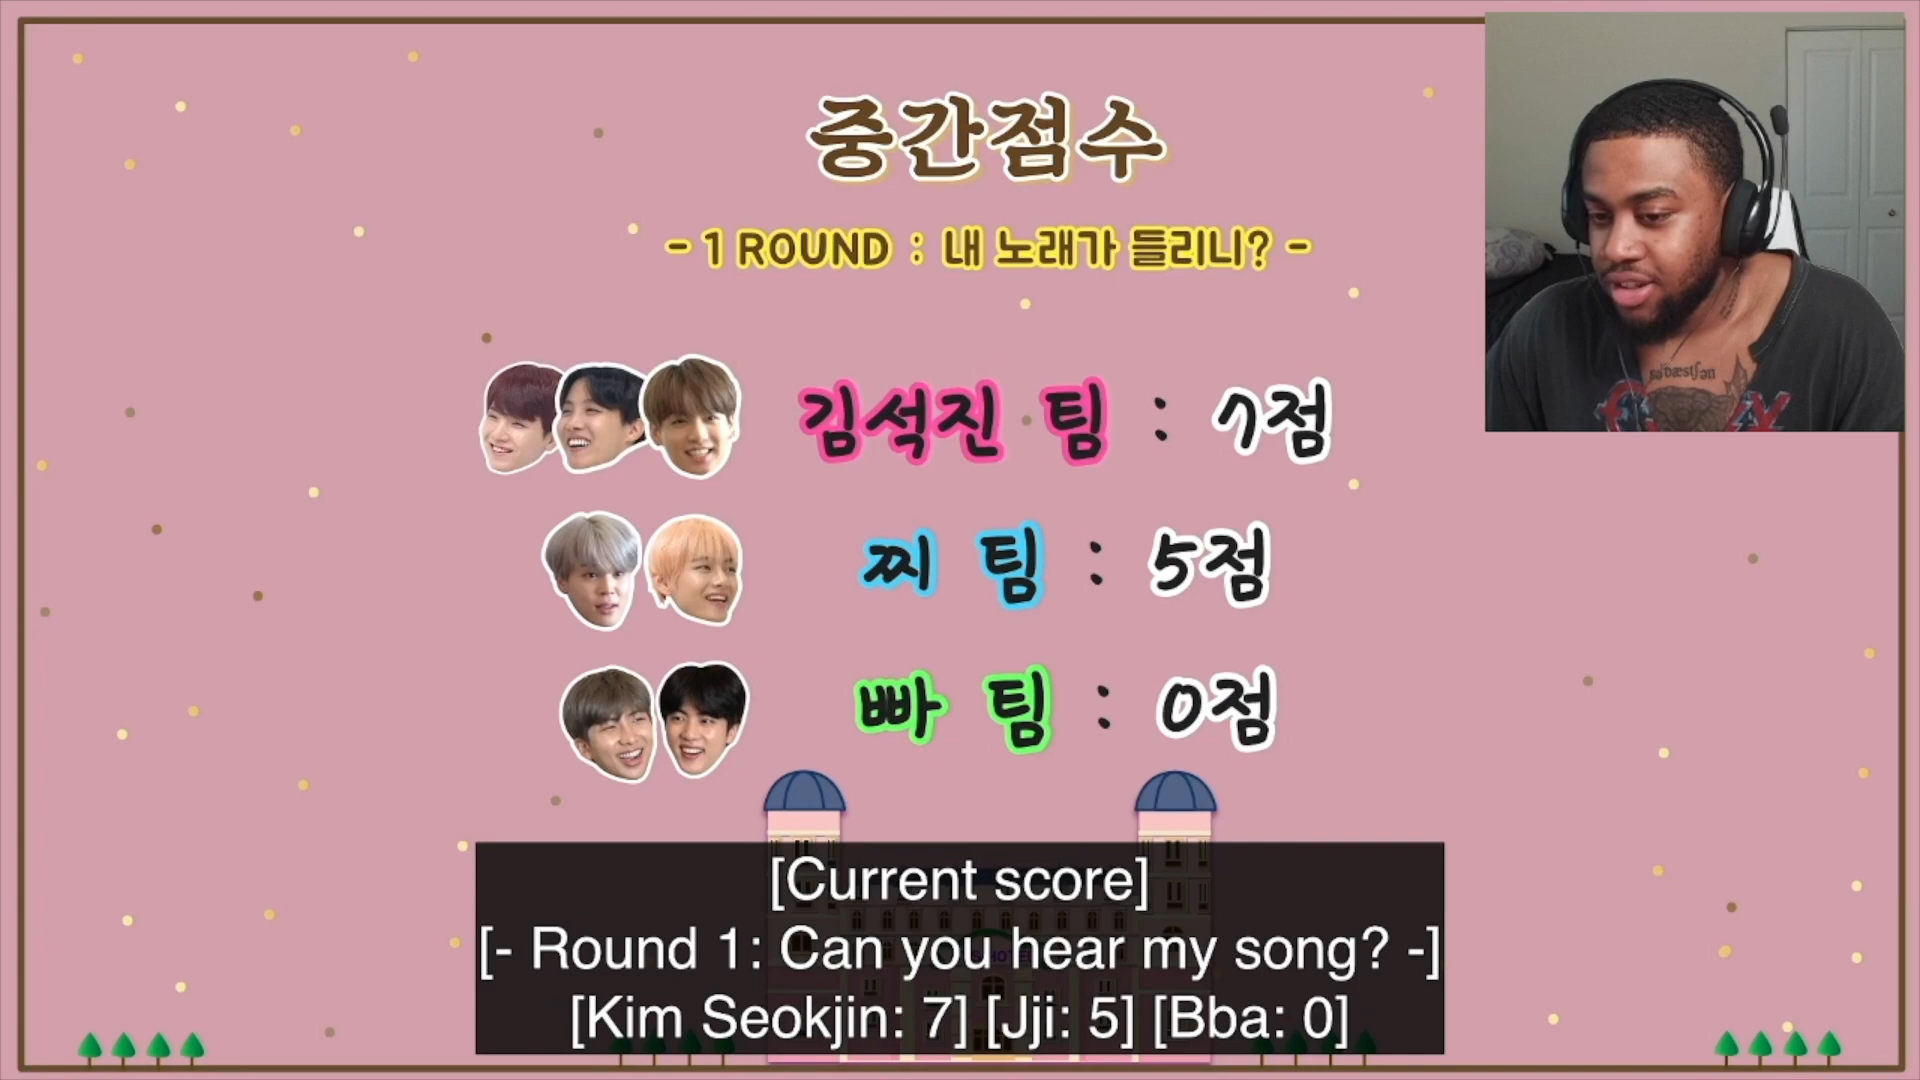 중간점수
- 1 ROUND : 내 노래가 들리니? -
김석진 팀 : 7점
찌 팀 : 5점
빠 팀 : 0점
[Current score]
[- Round 1: Can you hear my song? -]
[Kim Seokjin: 7] [Jji: 5] [Bba: 0]